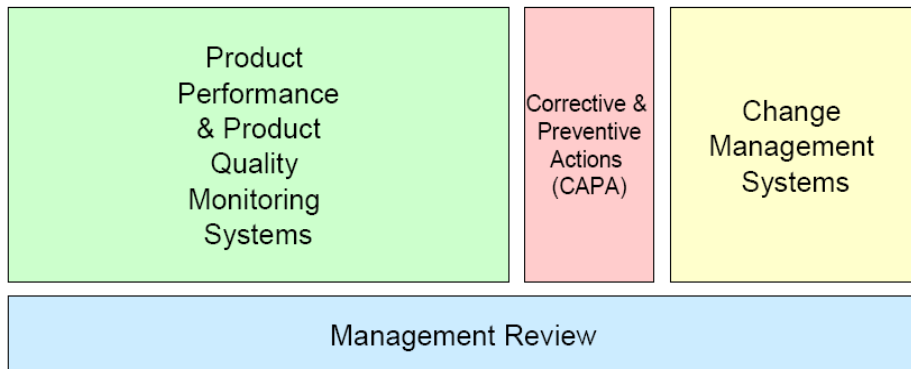 Product
Performance
& Product
Quality
Monitoring
Systems
Corrective &
Preventive
Actions
(CAPA)
Change
Management
Systems
Management Review